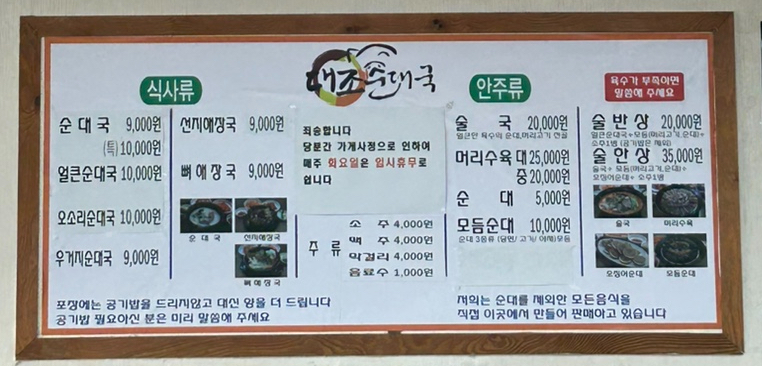 대조순대국
식사류
순대국 9,000원
(특) 10,000원
얼큰순대국 10,000원
오소리순대국 10,000원
우거지순대국 9,000원
선지해장국 9,000원
뼈해장국 9,000원
순대국
선지해장국
뼈해장국
죄송합니다
당분간 가게사정으로 인하여
매주 화요일은 임시휴무로
쉽니다
주류
소주 4,000원
맥주 4,000원
막걸리 4,000원
음료수 1,000원
안주류
술국 20,000원
얼큰한 육수의 순대,머리고기 전골
머리수육 대 25,000원
중 20,000원
순대 5,000원
모듬순대 10,000원
순대 3종류 (당면/ 고기/ 야채)모듬
육수가 부족하면
말씀해 주세요
술반상 20,000원
얼큰순대국+모듬(머리고기,순대)+
소주1병 (공기밥은 제외)
술안상 35,000원
술국+ 모듬(머리고기,순대)+
오징어순대+ 소주1병
술국
머리수육
오징어순대
모듬순대
포장에는 공기밥을 드리지않고 대신 양을 더 드립니다
공기밥 필요하신 분은 미리 말씀해 주세요
저희는 순대를 제외한 모든음식을
직접 이곳에서 만들어 판매하고 있습니다